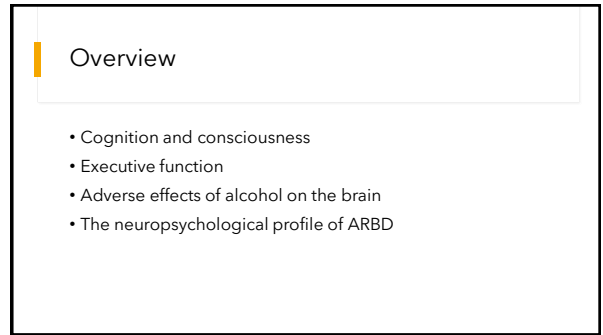 Overview
• Cognition and consciousness
• Executive function
• Adverse effects of alcohol on the brain
• The neuropsychological profile of ARBD